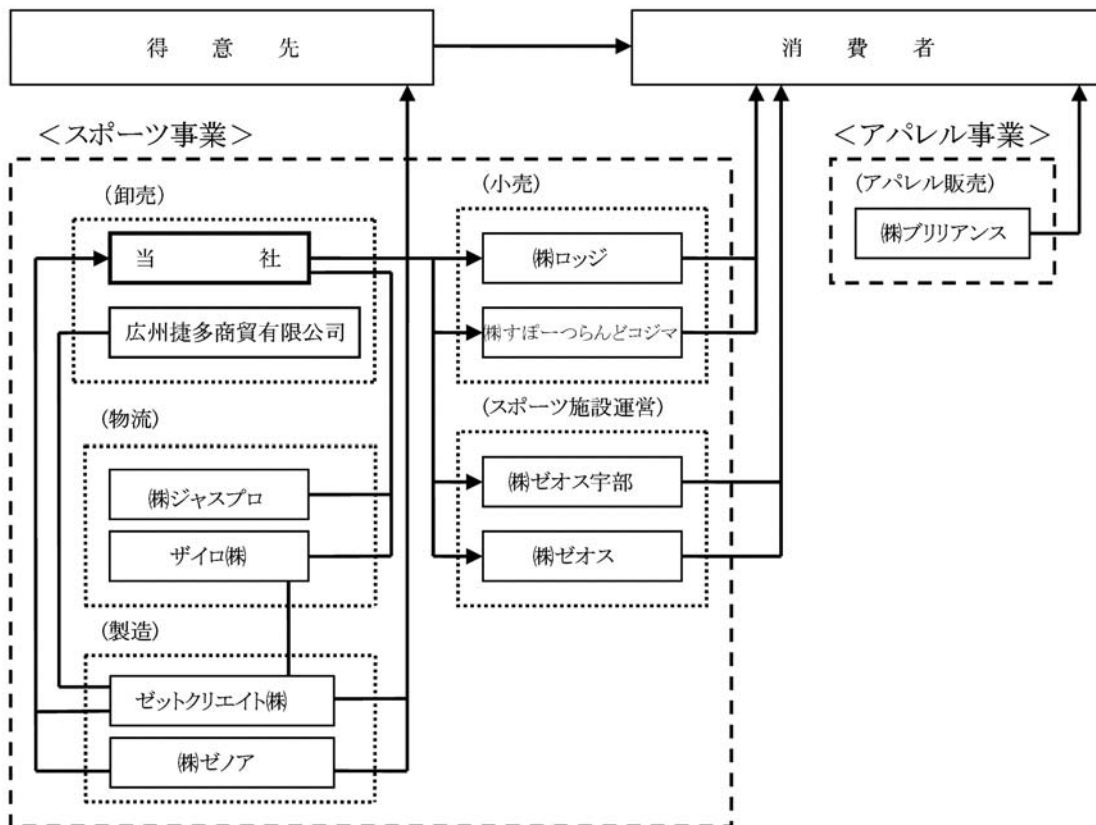 得意先
消費者
＜スポーツ事業＞
＜アパレル事業＞
(卸売)
(小売)
(アパレル販売)
当社
㈱ロッジ
㈱ブリリアンス
広州捷多商貿有限公司
㈱すぽーつらんどコジマ
(物流)
(スポーツ施設運営)
㈱ジャスプロ
㈱ゼオス宇部
ザイロ㈱
㈱ゼオス
(製造)
ゼットクリエイト㈱
㈱ゼノア